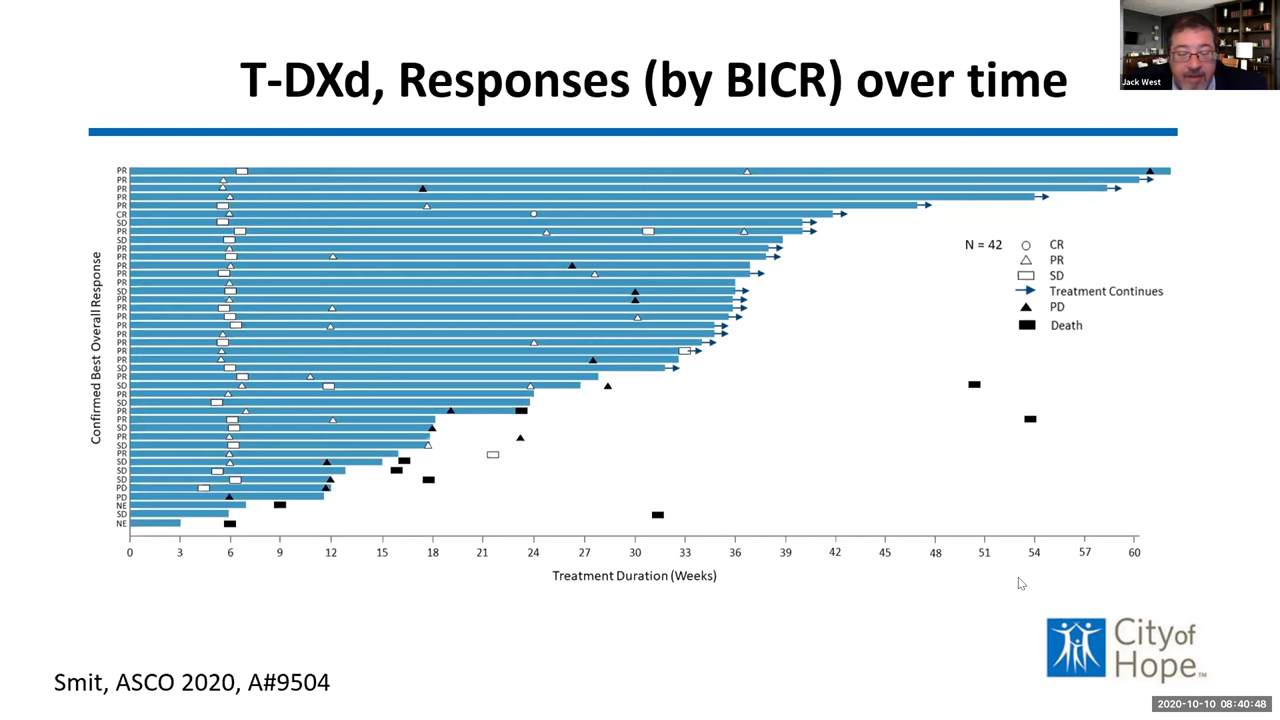 Jack West
T-DXd, Responses (by BICR) over time
Confirmed Best Overall Response
PR
PR
PR
PR
PR
CR
SD
PR
SD
PR
PR
PR
PR
PR
SD
PR
PR
PR
PR
PR
PR
PR
PR
SD
PR
SD
PR
SD
PR
PR
SD
PR
SD
PR
SD
SD
SD
PD
PD
NE
SD
NE
N = 42
CR
PR
SD
Treatment Continues
PD
Death
0 3 6 9 12 15 18 21 24 27 30 33 36 39 42 45 48 51 54 57 60
Treatment Duration (Weeks)
City of
Hope™
Smit, ASCO 2020, A#9504
2020-10-10 08:40:48